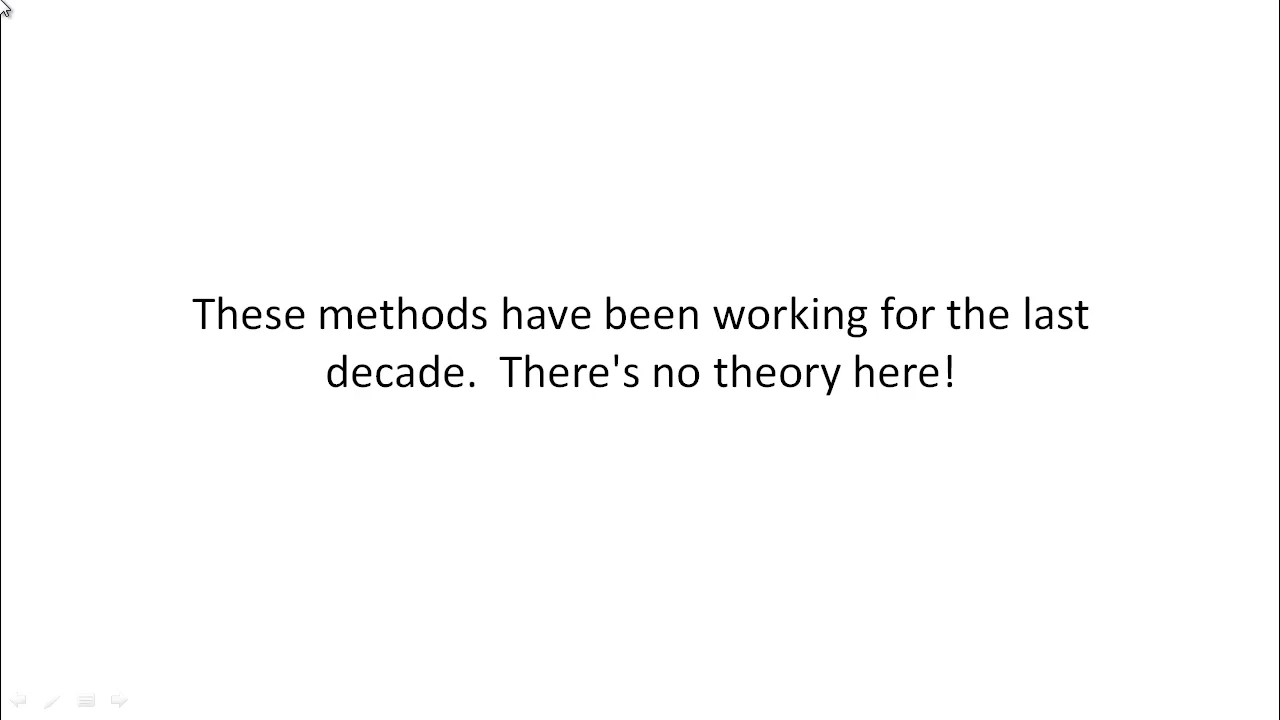 These methods have been working for the last
decade.  There's no theory here!